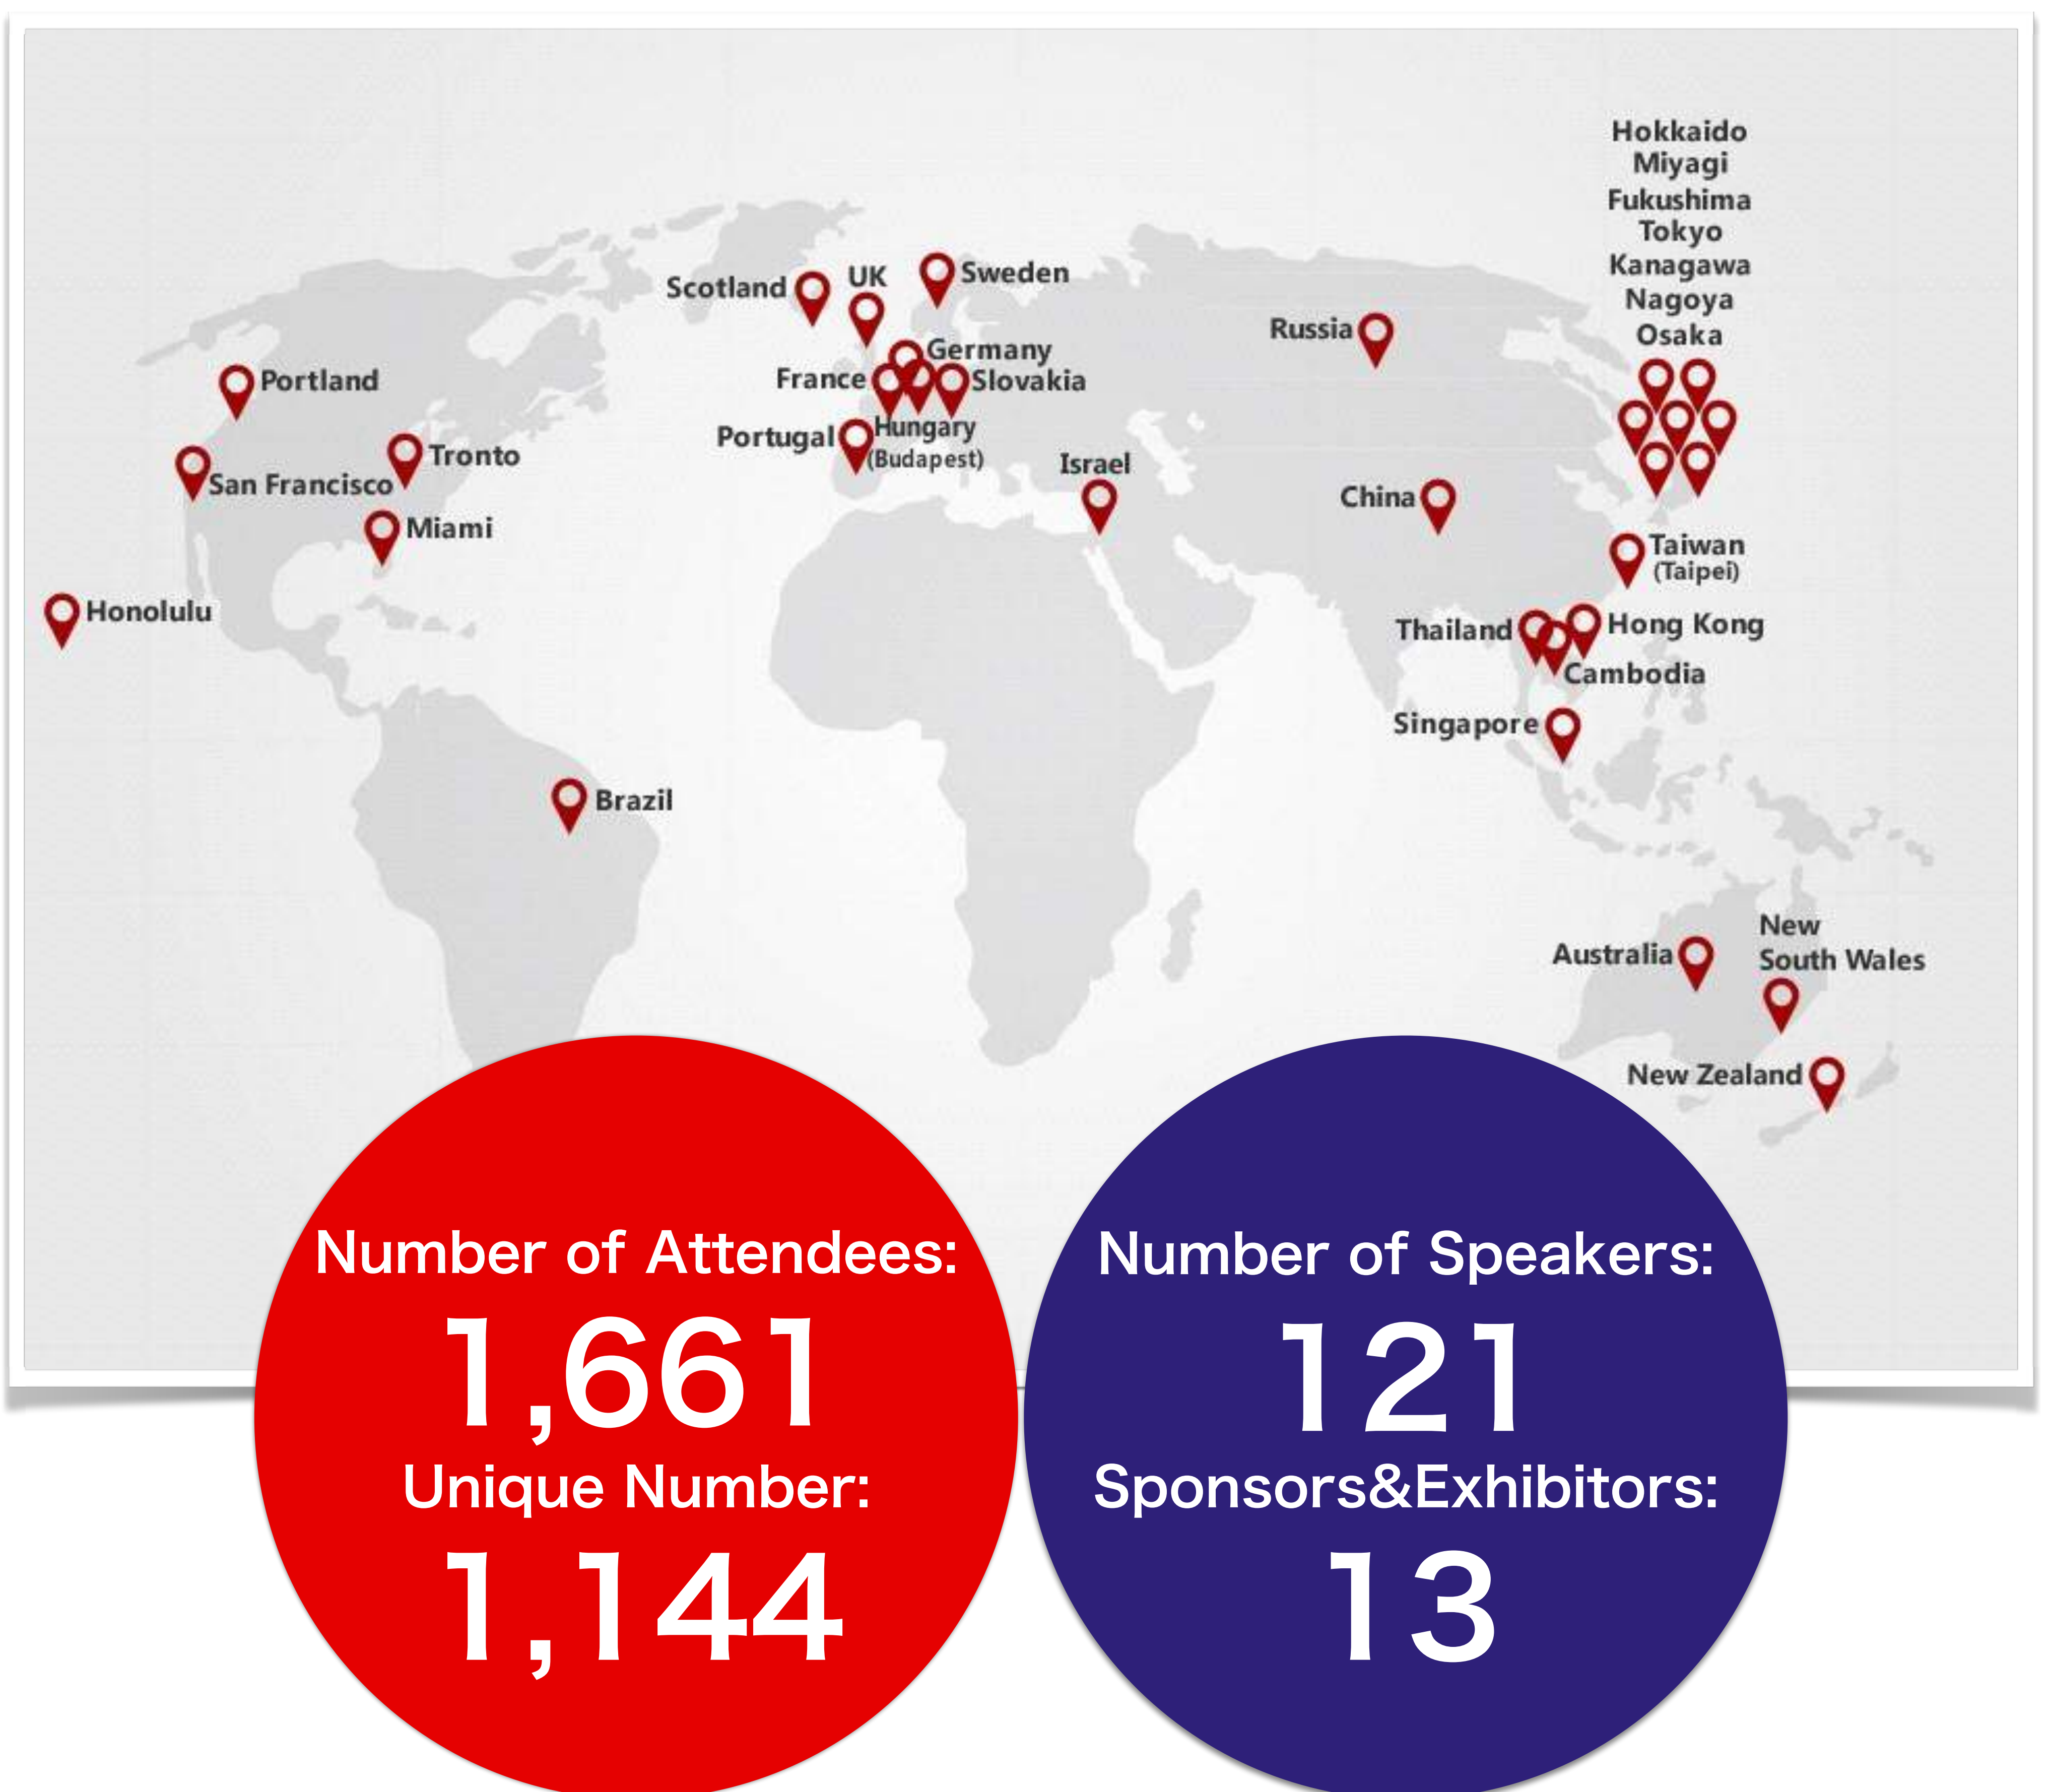 Hokkaido
Miyagi
Fukushima
Tokyo
Kanagawa
Nagoya
Osaka
Scotland
UK
Sweden
Russia
Germany
France
Slovakia
Portugal
Hungary
(Budapest)
Israel
China
Portland
Tronto
San Francisco
Miami
Honolulu
Taiwan
(Taipei)
Thailand
Hong Kong
Cambodia
Singapore
Brazil
Australia
New
South Wales
New Zealand
Number of Attendees:
1,661
Unique Number:
1,144
Number of Speakers:
121
Sponsors&Exhibitors:
13